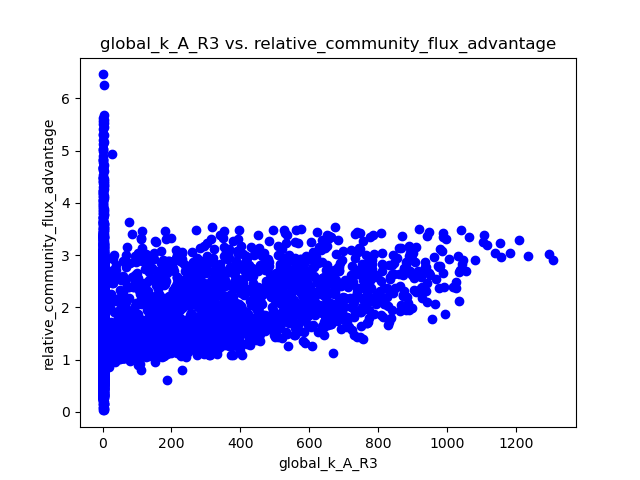 global_k_A_R3 vs. relative_community_flux_advantage
relative_community_flux_advantage
6
5
4
3
2
1
0
0 200 400 600 800 1000 1200
global_k_A_R3